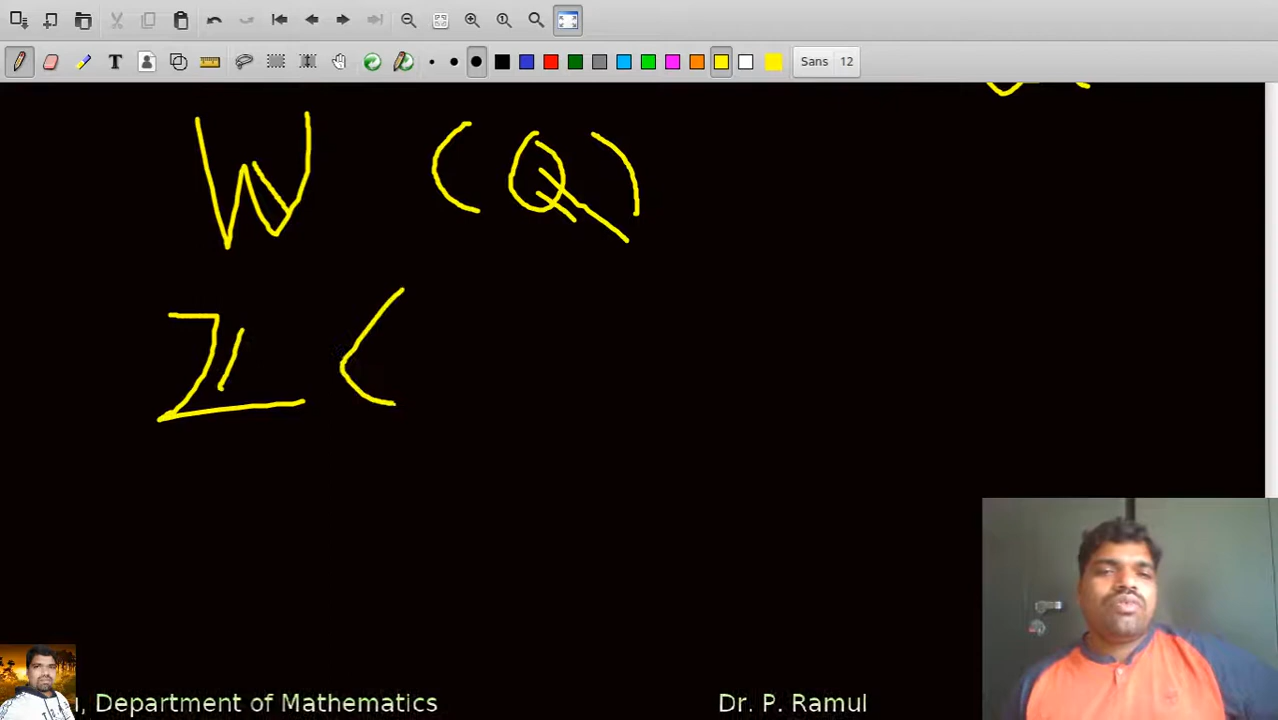 Sans 12
W (Q)
ℤ (
, Department of Mathematics
Dr. P. Ramul